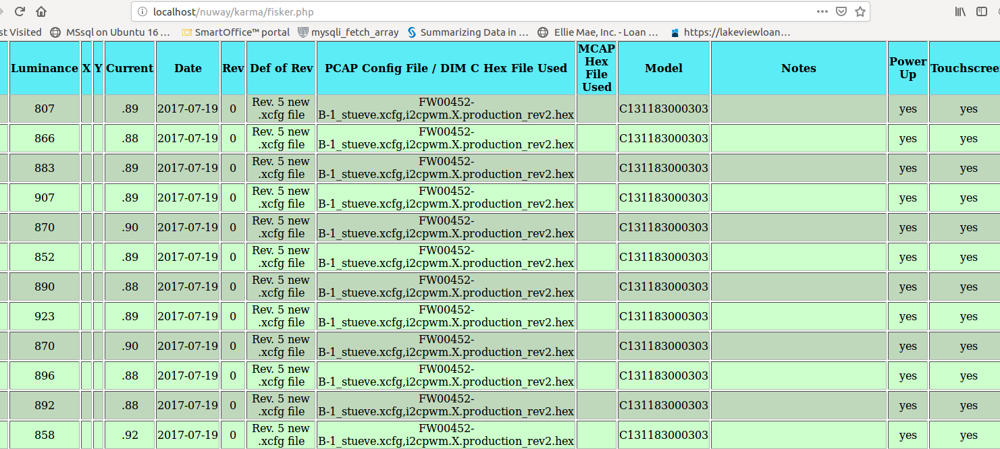 localhost/nuway/karma/fisker.php
st Visited MSsql on Ubuntu 16 ... SmartOffice™ portal mysqli_fetch_array Summarizing Data in ... Ellie Mae, Inc. - Loan ... https://lakeviewloan...
Luminance X Y Current Date Rev Def of Rev PCAP Config File / DIM C Hex File Used MCAP Hex File Used Model Notes Power Up Touchscree
807 .89 2017-07-19 0 Rev. 5 new .xcfg file FW00452-B-1_stueve.xcfg,i2cpwm.X.production_rev2.hex C131183000303 yes yes
866 .88 2017-07-19 0 Rev. 5 new .xcfg file FW00452-B-1_stueve.xcfg,i2cpwm.X.production_rev2.hex C131183000303 yes yes
883 .89 2017-07-19 0 Rev. 5 new .xcfg file FW00452-B-1_stueve.xcfg,i2cpwm.X.production_rev2.hex C131183000303 yes yes
907 .89 2017-07-19 0 Rev. 5 new .xcfg file FW00452-B-1_stueve.xcfg,i2cpwm.X.production_rev2.hex C131183000303 yes yes
870 .90 2017-07-19 0 Rev. 5 new .xcfg file FW00452-B-1_stueve.xcfg,i2cpwm.X.production_rev2.hex C131183000303 yes yes
852 .89 2017-07-19 0 Rev. 5 new .xcfg file FW00452-B-1_stueve.xcfg,i2cpwm.X.production_rev2.hex C131183000303 yes yes
890 .88 2017-07-19 0 Rev. 5 new .xcfg file FW00452-B-1_stueve.xcfg,i2cpwm.X.production_rev2.hex C131183000303 yes yes
923 .89 2017-07-19 0 Rev. 5 new .xcfg file FW00452-B-1_stueve.xcfg,i2cpwm.X.production_rev2.hex C131183000303 yes yes
870 .90 2017-07-19 0 Rev. 5 new .xcfg file FW00452-B-1_stueve.xcfg,i2cpwm.X.production_rev2.hex C131183000303 yes yes
896 .88 2017-07-19 0 Rev. 5 new .xcfg file FW00452-B-1_stueve.xcfg,i2cpwm.X.production_rev2.hex C131183000303 yes yes
892 .88 2017-07-19 0 Rev. 5 new .xcfg file FW00452-B-1_stueve.xcfg,i2cpwm.X.production_rev2.hex C131183000303 yes yes
858 .92 2017-07-19 0 Rev. 5 new .xcfg file FW00452-B-1_stueve.xcfg,i2cpwm.X.production_rev2.hex C131183000303 yes yes